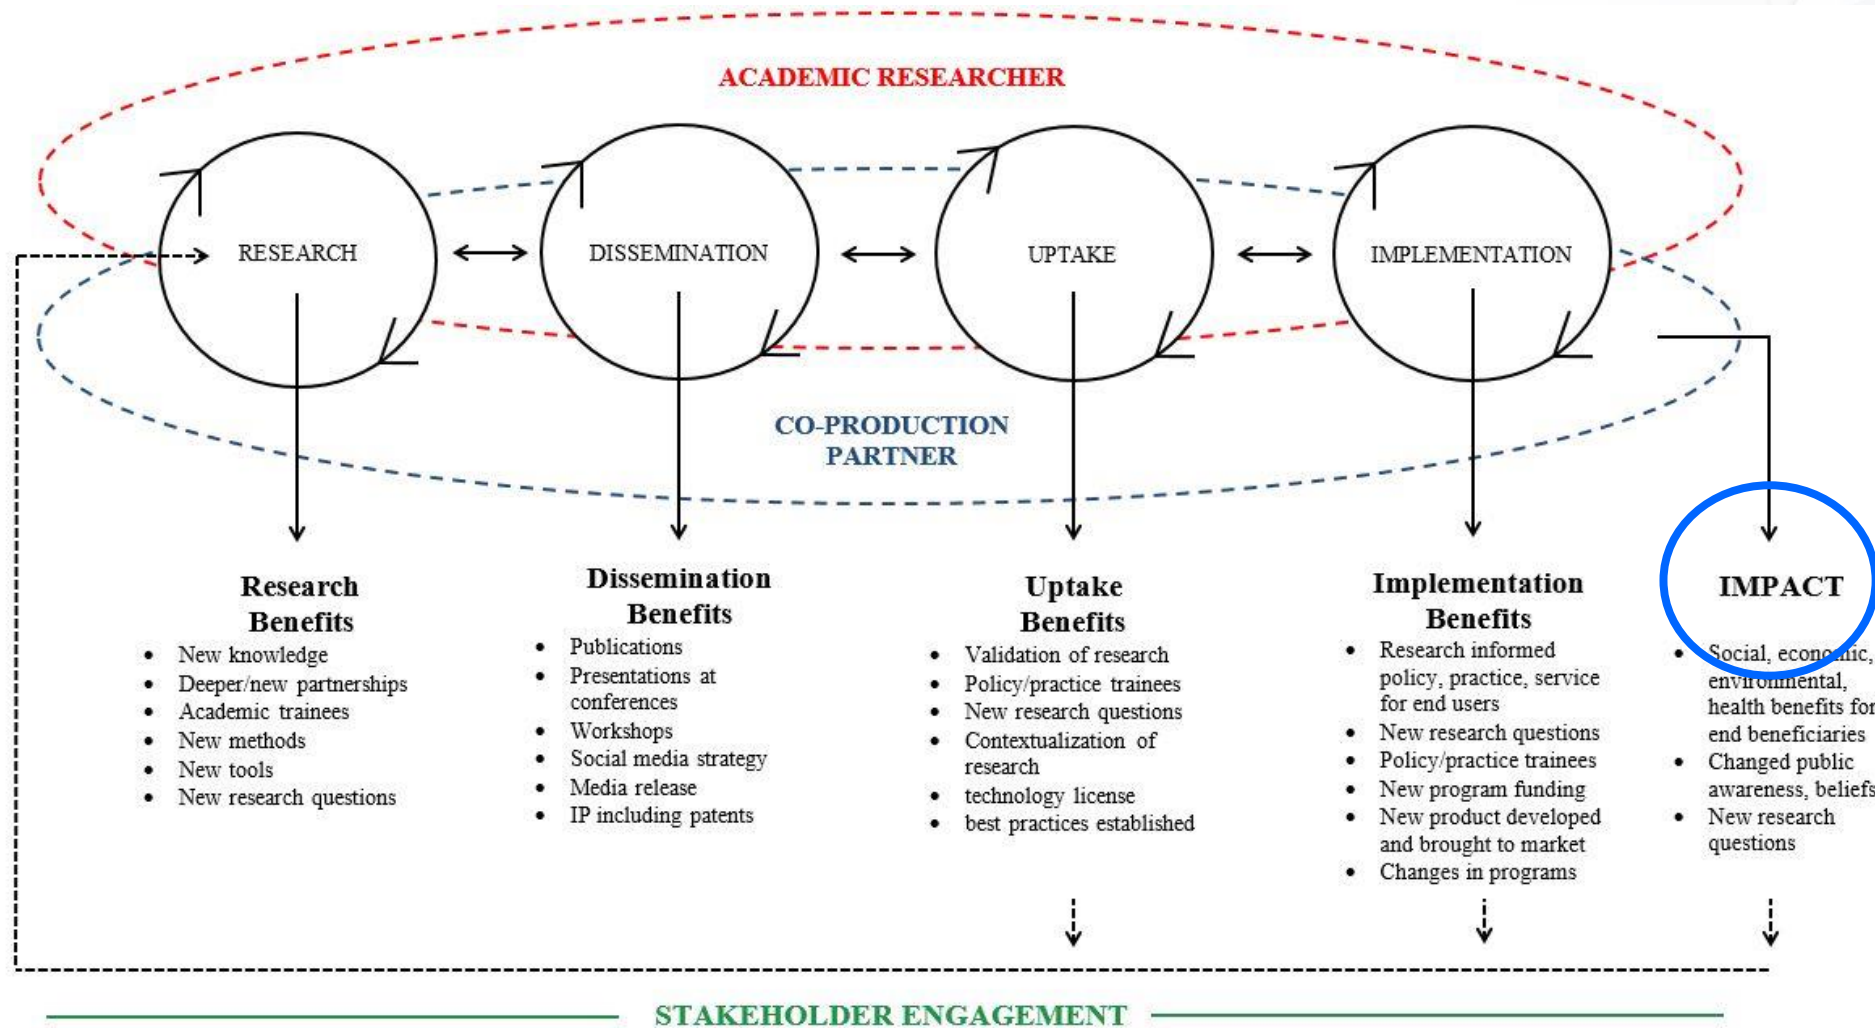 ACADEMIC RESEARCHER
RESEARCH
DISSEMINATION
UPTAKE
IMPLEMENTATION
CO-PRODUCTION
PARTNER
Research
Benefits
• New knowledge
• Deeper/new partnerships
• Academic trainees
• New methods
• New tools
• New research questions
Dissemination
Benefits
• Publications
• Presentations at
conferences
• Workshops
• Social media strategy
• Media release
• IP including patents
Uptake
Benefits
• Validation of research
• Policy/practice trainees
• New research questions
• Contextualization of
research
• technology license
• best practices established
Implementation
Benefits
• Research informed
policy, practice, service
for end users
• New research questions
• Policy/practice trainees
• New program funding
• New product developed
and brought to market
• Changes in programs
IMPACT
• Social, economic,
environmental,
health benefits for
end beneficiaries
• Changed public
awareness, beliefs
• New research
questions
STAKEHOLDER ENGAGEMENT